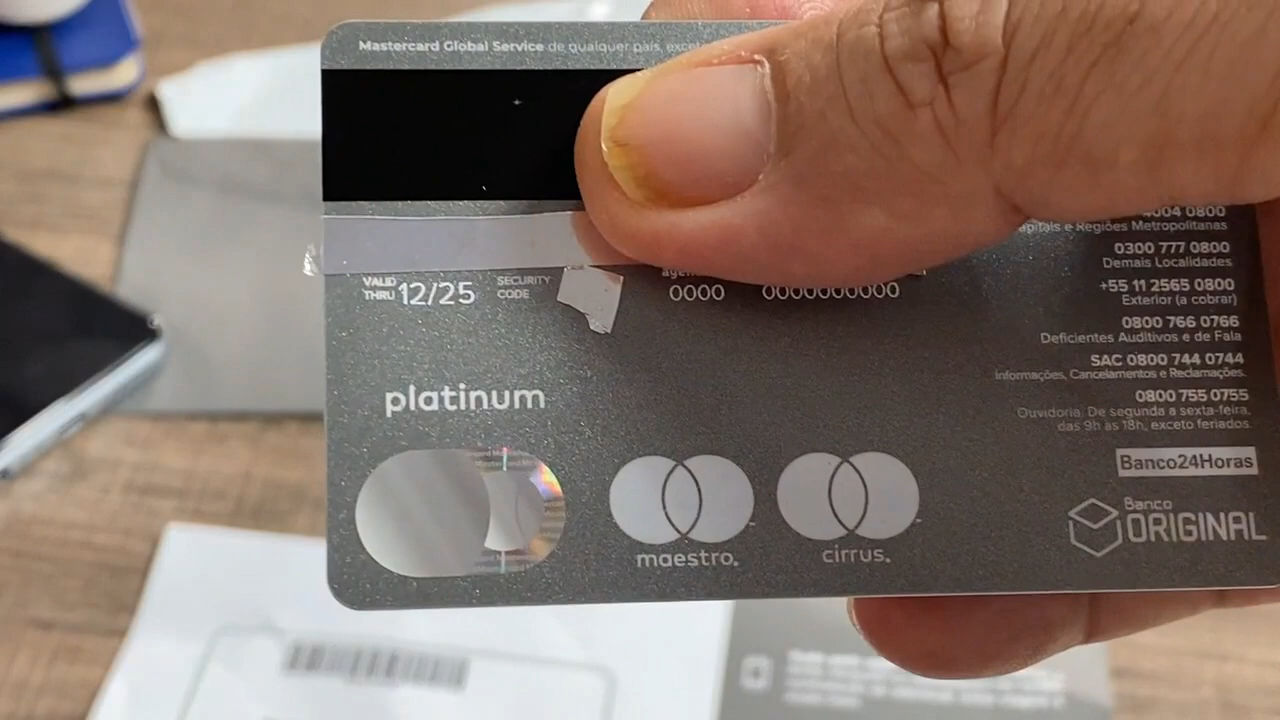 Mastercard Global Service de qualquer país, exceto
4004 0800
Capitais e Regiões Metropolitanas
0300 777 0800
Demais Localidades
+55 11 2565 0800
Exterior (a cobrar)
0800 766 0766
Deficientes Auditivos e de Fala
SAC 0800 744 0744
Informações, Cancelamentos e Reclamações.
0800 755 0755
Ouvidoria. De segunda a sexta-feira,
das 9h às 18h, exceto feriados.
VALID THRU 12/25 SECURITY CODE
0000 0000000000
platinum
maestro.
cirrus.
Banco24Horas
Banco
ORIGINAL